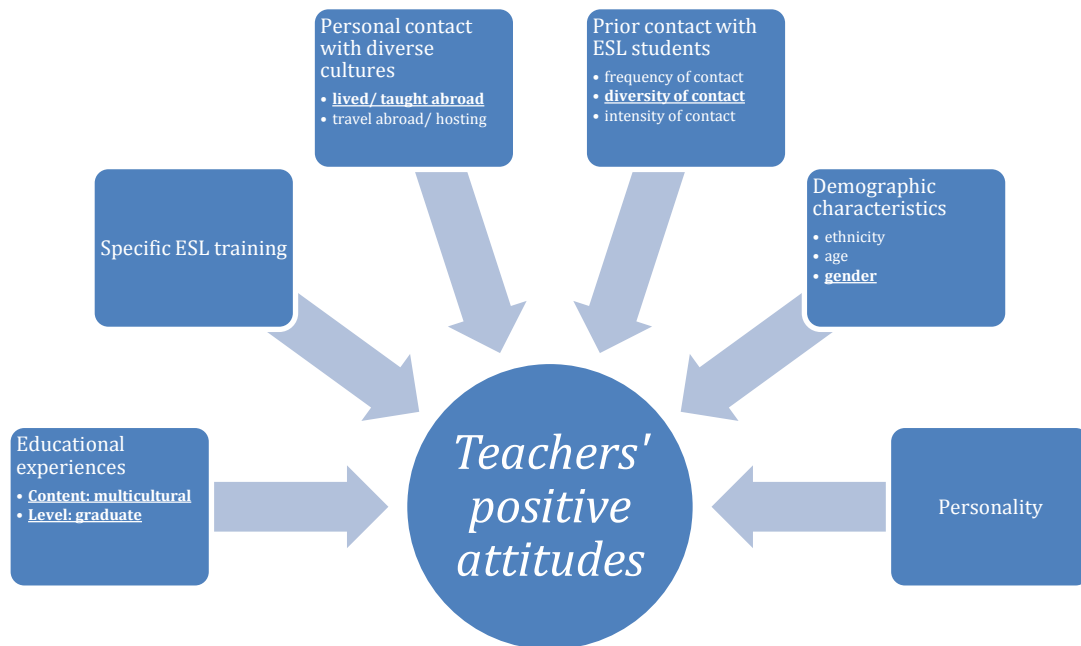 Personal contact
with diverse
cultures
• lived/ taught abroad
• travel abroad/ hosting
Prior contact with
ESL students
• frequency of contact
• diversity of contact
• intensity of contact
Specific ESL training
Demographic
characteristics
• ethnicity
• age
• gender
Educational
experiences
• Content: multicultural
• Level: graduate
Teachers'
positive
attitudes
Personality